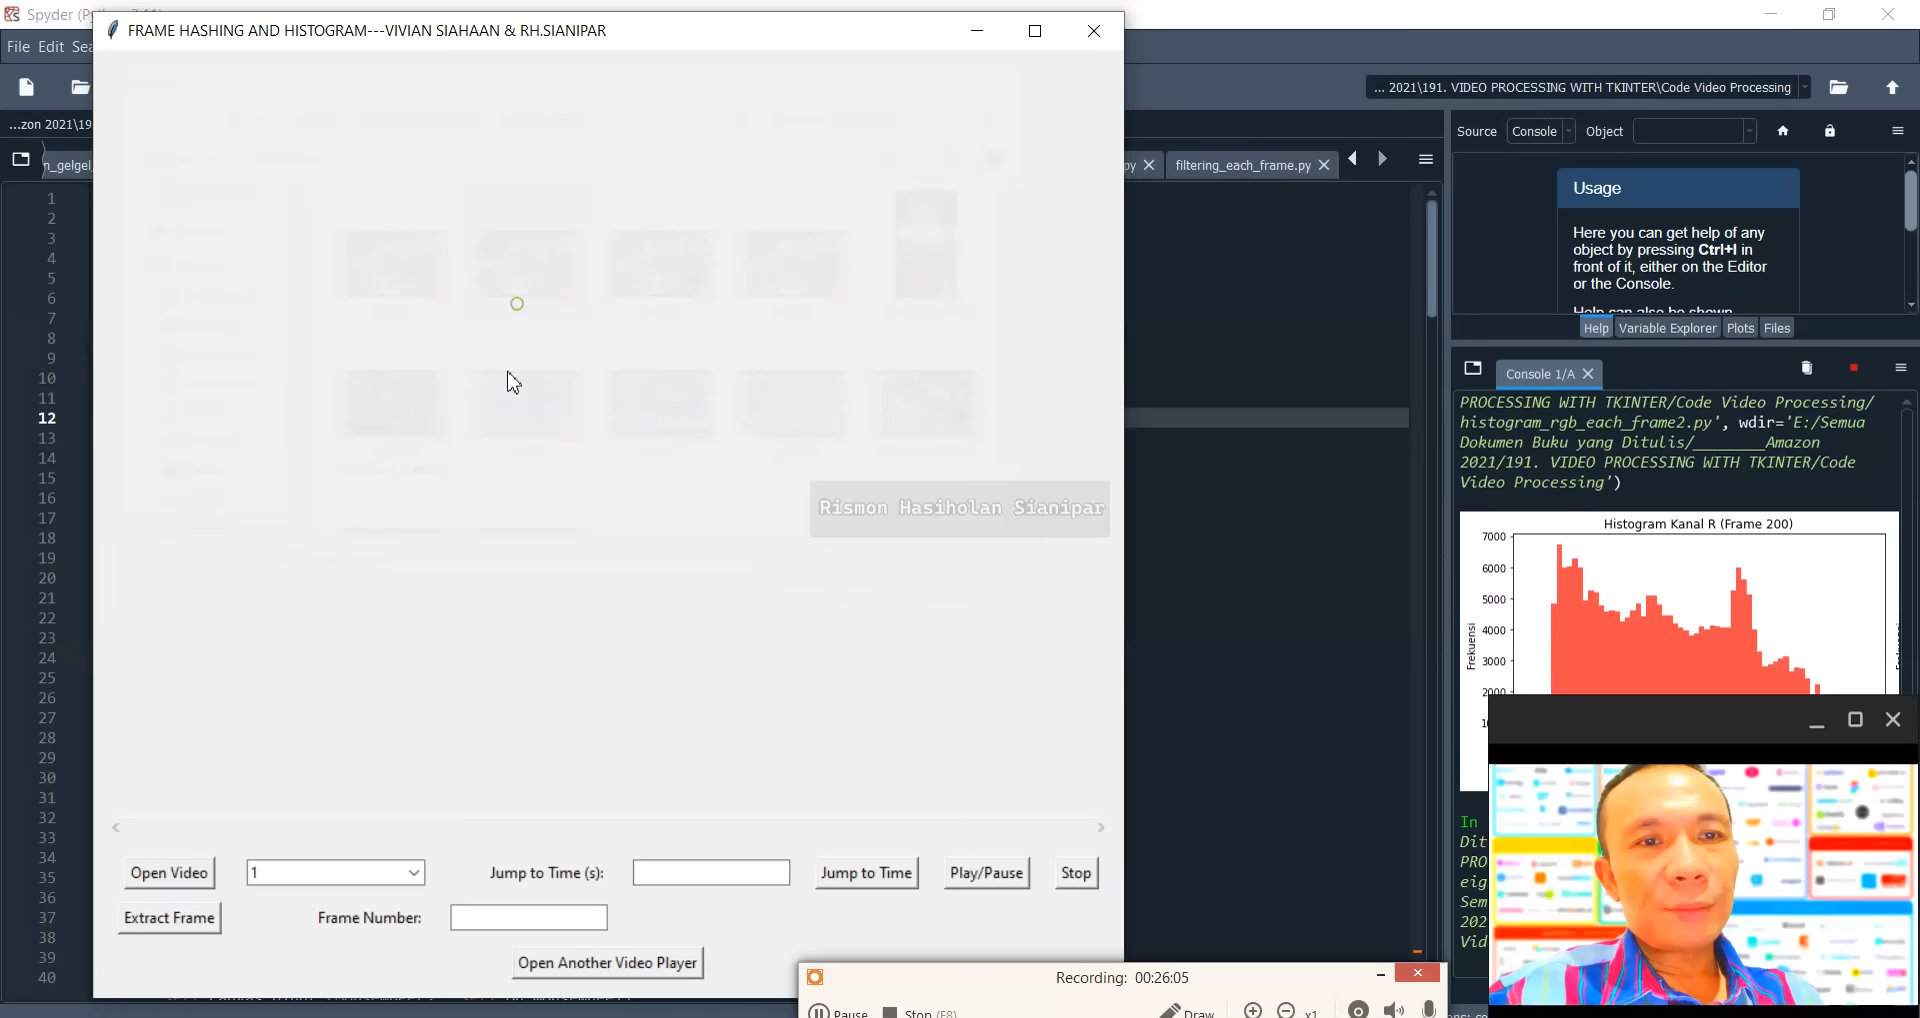 Spyder (Py
FRAME HASHING AND HISTOGRAM---VIVIAN SIAHAAN & RH.SIANIPAR
File Edit Sea
... 2021\191. VIDEO PROCESSING WITH TKINTER\Code Video Processing
...zon 2021\19
Source Console Object
n_gelgel
py filtering_each_frame.py
Usage
Here you can get help of any
object by pressing Ctrl+I in
front of it, either on the Editor
or the Console.
Help can also be shown
Help Variable Explorer Plots Files
1
2
3
4
5
6
7
8
9
10
11
12
13
14
15
16
17
18
19
20
21
22
23
24
25
26
27
28
29
30
31
32
33
34
35
36
37
38
39
40
Console 1/A
PROCESSING WITH TKINTER/Code Video Processing/
histogram_rgb_each_frame2.py', wdir='E:/Semua
Dokumen Buku yang Ditulis/________Amazon
2021/191. VIDEO PROCESSING WITH TKINTER/Code
Video Processing')
Rismon Hasiholan Sianipar
Histogram Kanal R (Frame 200)
7000
6000
5000
4000
3000
2000
Frekuensi
In
Dit
PRO
eig
Sem
202
Vid
Open Video 1 Jump to Time (s): Jump to Time Play/Pause Stop
Extract Frame Frame Number:
Open Another Video Player
Recording: 00:26:05
Pause Stop (F8) Draw x1